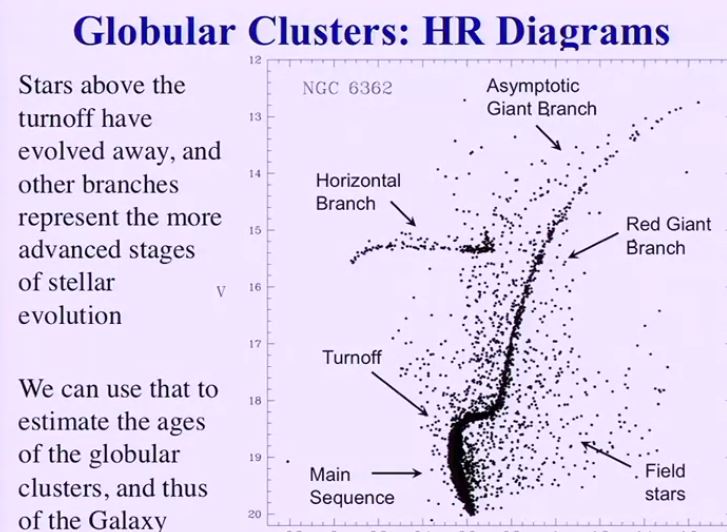 Globular Clusters: HR Diagrams
Stars above the
turnoff have
evolved away, and
other branches
represent the more
advanced stages
of stellar
evolution
We can use that to
estimate the ages
of the globular
clusters, and thus
of the Galaxy
NGC 6362
V
12
13
14
15
16
17
18
19
20
Asymptotic
Giant Branch
Horizontal
Branch
Red Giant
Branch
Turnoff
Main
Sequence
Field
stars